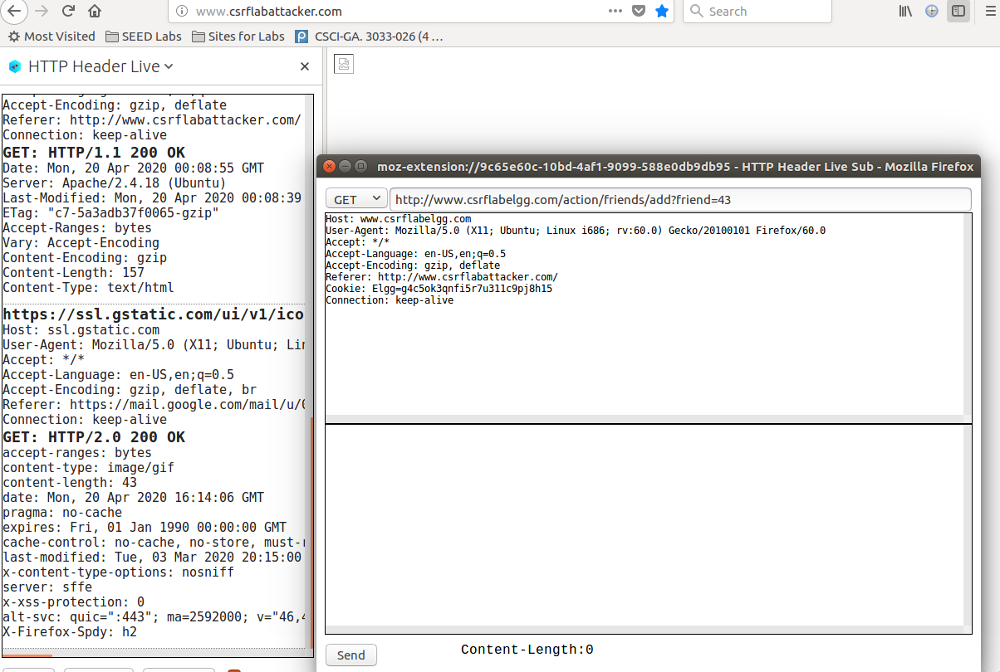 www.csrflabattacker.com
Search
Most Visited SEED Labs Sites for Labs CSCI-GA. 3033-026 (4 ...
HTTP Header Live
Accept-Encoding: gzip, deflate
Referer: http://www.csrflabattacker.com/
Connection: keep-alive
GET: HTTP/1.1 200 OK
Date: Mon, 20 Apr 2020 00:08:55 GMT
Server: Apache/2.4.18 (Ubuntu)
Last-Modified: Mon, 20 Apr 2020 00:08:39
ETag: "c7-5a3adb37f0065-gzip"
Accept-Ranges: bytes
Vary: Accept-Encoding
Content-Encoding: gzip
Content-Length: 157
Content-Type: text/html
https://ssl.gstatic.com/ui/v1/ico
Host: ssl.gstatic.com
User-Agent: Mozilla/5.0 (X11; Ubuntu; Lin
Accept: */*
Accept-Language: en-US,en;q=0.5
Accept-Encoding: gzip, deflate, br
Referer: https://mail.google.com/mail/u/0
Connection: keep-alive
GET: HTTP/2.0 200 OK
accept-ranges: bytes
content-type: image/gif
content-length: 43
date: Mon, 20 Apr 2020 16:14:06 GMT
pragma: no-cache
expires: Fri, 01 Jan 1990 00:00:00 GMT
cache-control: no-cache, no-store, must-r
last-modified: Tue, 03 Mar 2020 20:15:00
x-content-type-options: nosniff
server: sffe
x-xss-protection: 0
alt-svc: quic=":443"; ma=2592000; v="46,4
X-Firefox-Spdy: h2
moz-extension://9c65e60c-10bd-4af1-9099-588e0db9db95 - HTTP Header Live Sub - Mozilla Firefox
GET http://www.csrflabelgg.com/action/friends/add?friend=43
Host: www.csrflabelgg.com
User-Agent: Mozilla/5.0 (X11; Ubuntu; Linux i686; rv:60.0) Gecko/20100101 Firefox/60.0
Accept: */*
Accept-Language: en-US,en;q=0.5
Accept-Encoding: gzip, deflate
Referer: http://www.csrflabattacker.com/
Cookie: Elgg=g4c5ok3qnfi5r7u311c9pj8h15
Connection: keep-alive
Send Content-Length:0